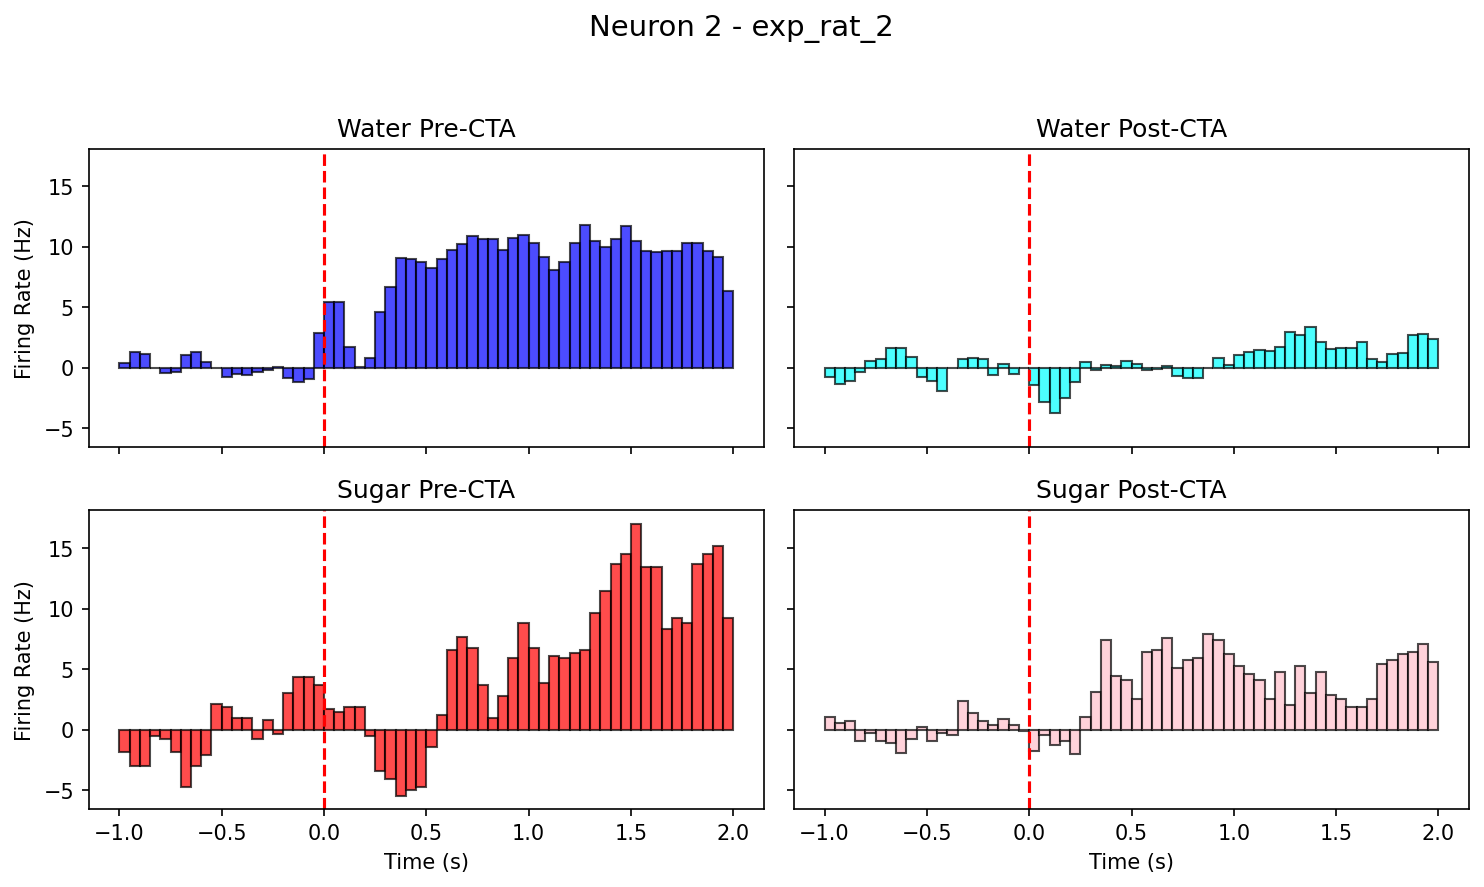 Neuron 2 - exp_rat_2
Water Pre-CTA
Water Post-CTA
Firing Rate (Hz)
15
10
5
0
−5
Sugar Pre-CTA
Sugar Post-CTA
Firing Rate (Hz)
15
10
5
0
−5
−1.0 −0.5 0.0 0.5 1.0 1.5 2.0
−1.0 −0.5 0.0 0.5 1.0 1.5 2.0
Time (s)
Time (s)